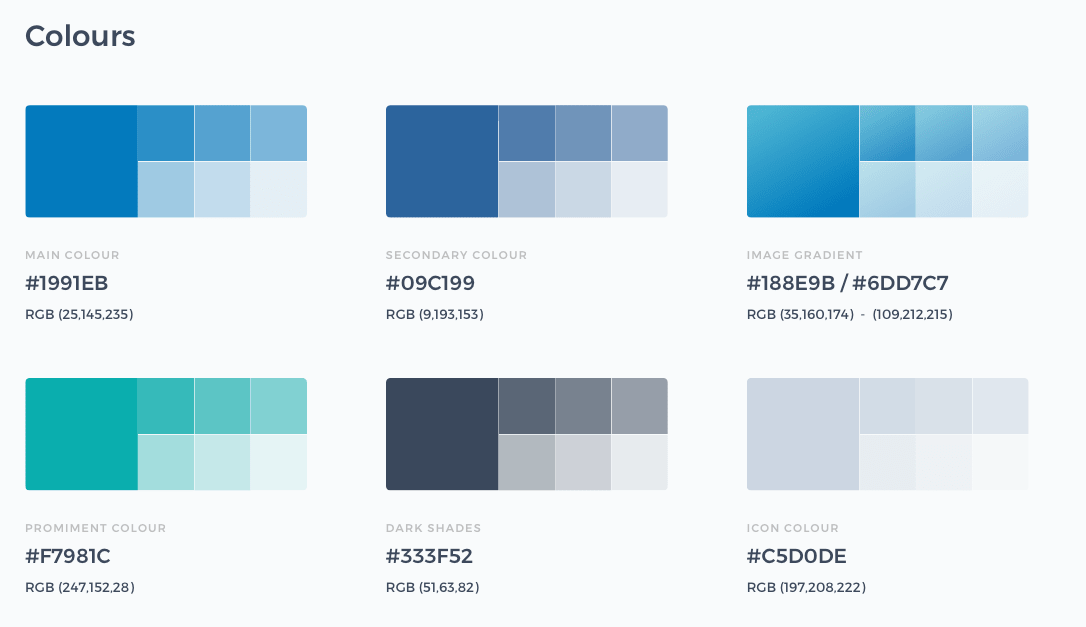 Colours
MAIN COLOUR
#1991EB
RGB (25,145,235)
SECONDARY COLOUR
#09C199
RGB (9,193,153)
IMAGE GRADIENT
#188E9B / #6DD7C7
RGB (35,160,174) - (109,212,215)
PROMIMENT COLOUR
#F7981C
RGB (247,152,28)
DARK SHADES
#333F52
RGB (51,63,82)
ICON COLOUR
#C5D0DE
RGB (197,208,222)